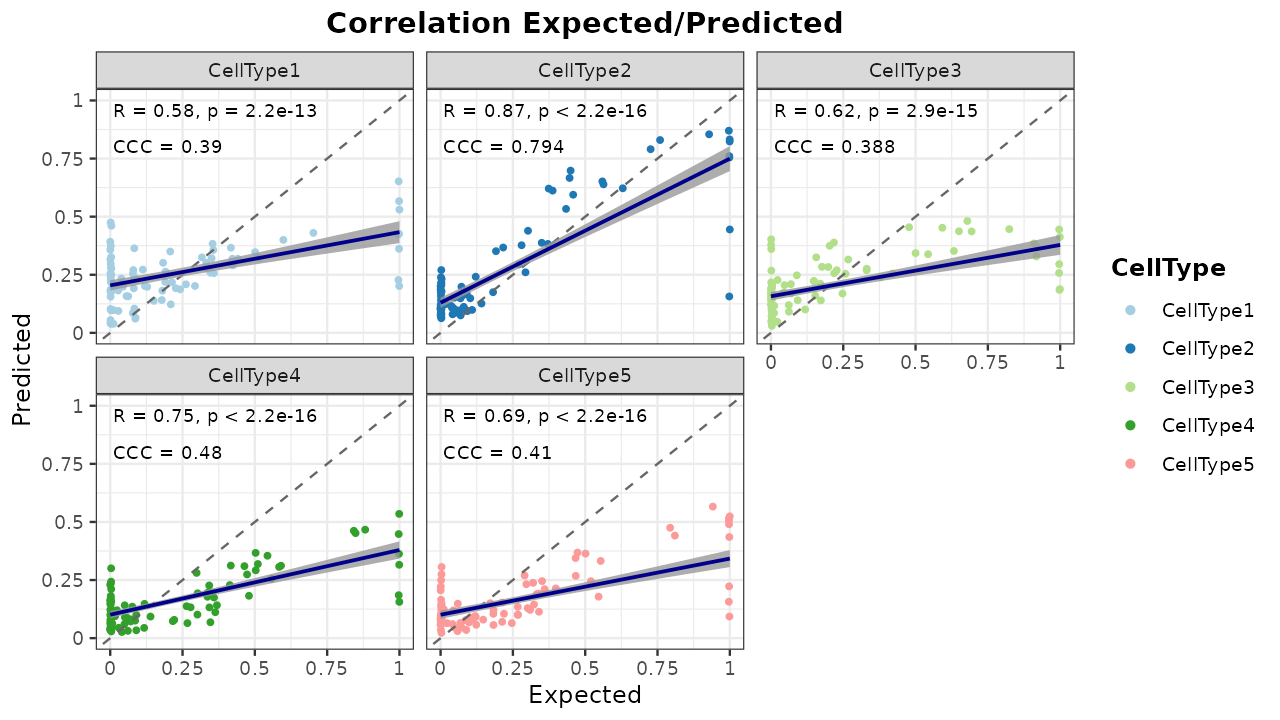 Correlation Expected/Predicted
CellType1
CellType2
CellType3
R = 0.58, p = 2.2e-13
CCC = 0.39
R = 0.87, p < 2.2e-16
CCC = 0.794
R = 0.62, p = 2.9e-15
CCC = 0.388
1
0.75
0.5
0.25
0
0 0.25 0.5 0.75 1
CellType4
CellType5
R = 0.75, p < 2.2e-16
CCC = 0.48
R = 0.69, p < 2.2e-16
CCC = 0.41
1
0.75
0.5
0.25
0
0 0.25 0.5 0.75 1
0 0.25 0.5 0.75 1
Predicted
Expected
CellType
CellType1
CellType2
CellType3
CellType4
CellType5